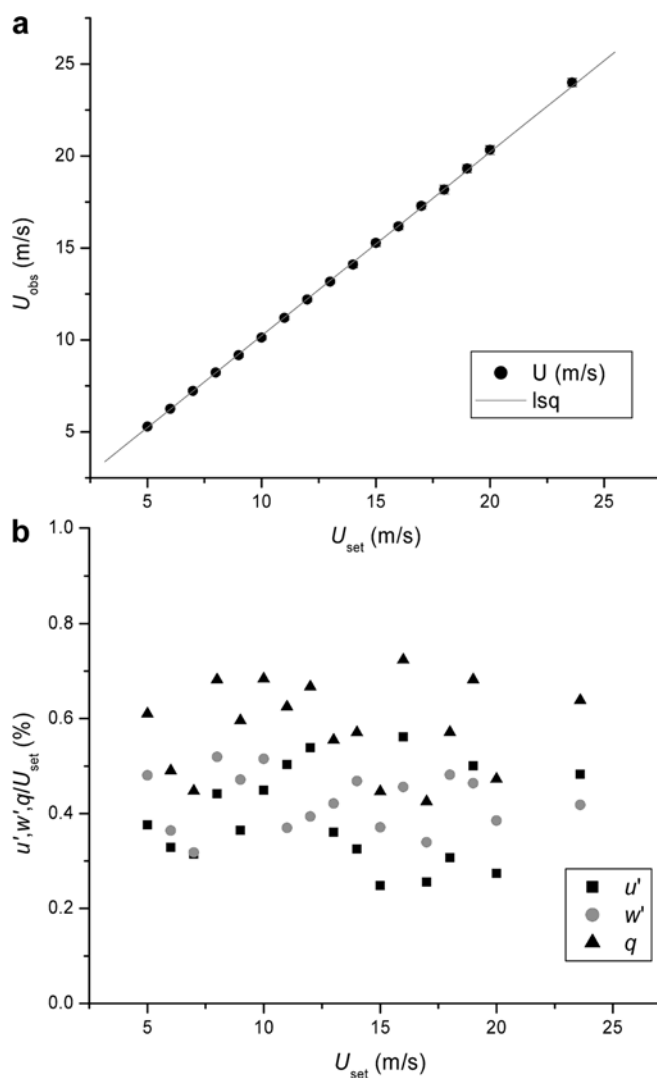 a
25
20
15
10
5
U_obs (m/s)
U (m/s)
lsq
5 10 15 20 25
U_set (m/s)
b
1.0
0.8
0.6
0.4
0.2
0.0
u',w',q/U_set (%)
u'
w'
q
5 10 15 20 25
U_set (m/s)